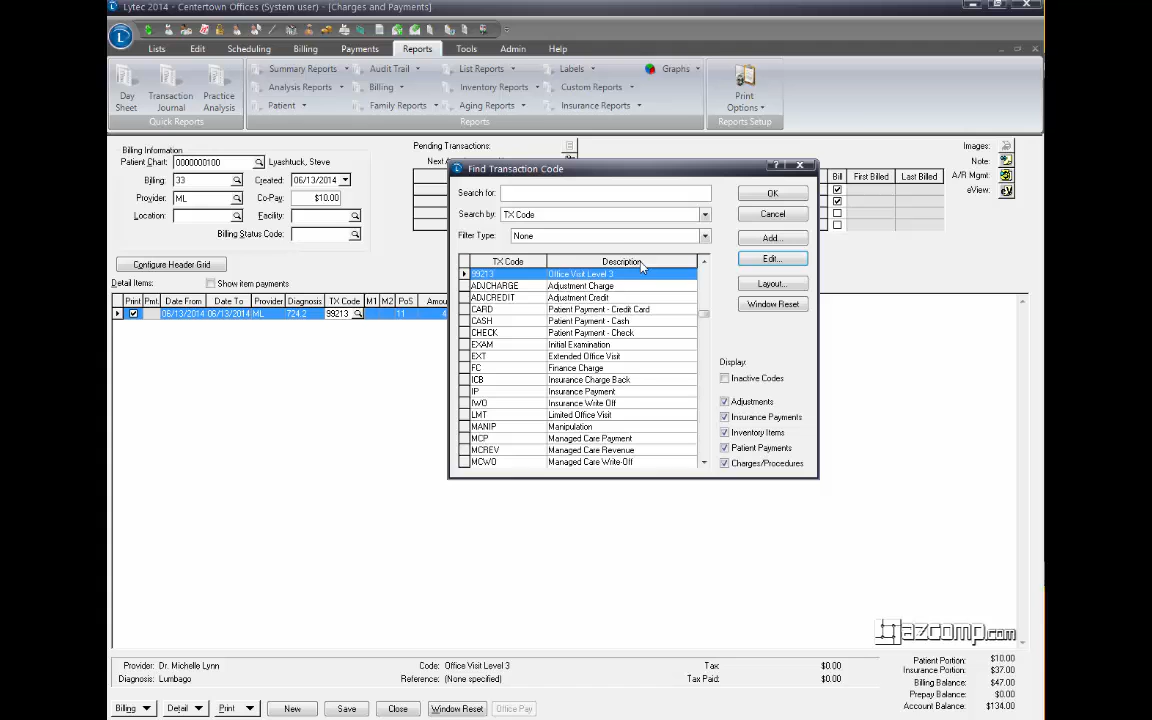 Lytec 2014 - Centertown Offices (System user) - [Charges and Payments]
Lists Edit Scheduling Billing Payments Reports Tools Admin Help
Day Sheet
Transaction Journal
Practice Analysis
Quick Reports
Summary Reports Audit Trail List Reports Labels Graphs
Analysis Reports Billing Inventory Reports Custom Reports
Patient Family Reports Aging Reports Insurance Reports
Reports
Print Options
Reports Setup
Billing Information
Patient Chart: 0000000100 Lyashtuck, Steve
Billing: 33 Created: 06/13/2014
Provider: ML Co-Pay: $10.00
Location: Facility:
Billing Status Code:
Pending Transactions:
Configure Header Grid
Detail Items: Show item payments
Print Pmt. Date From Date To Provider Diagnosis TX Code M1 M2 PoS
06/13/2014 06/13/2014 ML 724.2 99213 11
Bill First Billed Last Billed
Images:
Note:
A/R Mgmt:
eView:
Find Transaction Code
Search for:
Search by: TX Code
Filter Type: None
OK
Cancel
Add...
Edit...
Layout...
Window Reset
TX Code Description
99213 Office Visit Level 3
ADJCHARGE Adjustment Charge
ADJCREDIT Adjustment Credit
CARD Patient Payment - Credit Card
CASH Patient Payment - Cash
CHECK Patient Payment - Check
EXAM Initial Examination
EXT Extended Office Visit
FC Finance Charge
ICB Insurance Charge Back
IP Insurance Payment
IWO Insurance Write Off
LMT Limited Office Visit
MANIP Manipulation
MCP Managed Care Payment
MCREV Managed Care Revenue
MCWO Managed Care Write-Off
Display:
Inactive Codes
Adjustments
Insurance Payments
Inventory Items
Patient Payments
Charges/Procedures
azcomp.com
Provider: Dr. Michelle Lynn Code: Office Visit Level 3 Tax: $0.00
Diagnosis: Lumbago Reference: (None specified) Tax Paid: $0.00
Patient Portion: $10.00
Insurance Portion: $37.00
Billing Balance: $47.00
Prepay Balance: $0.00
Account Balance: $134.00
Billing Detail Print New Save Close Window Reset Office Pay